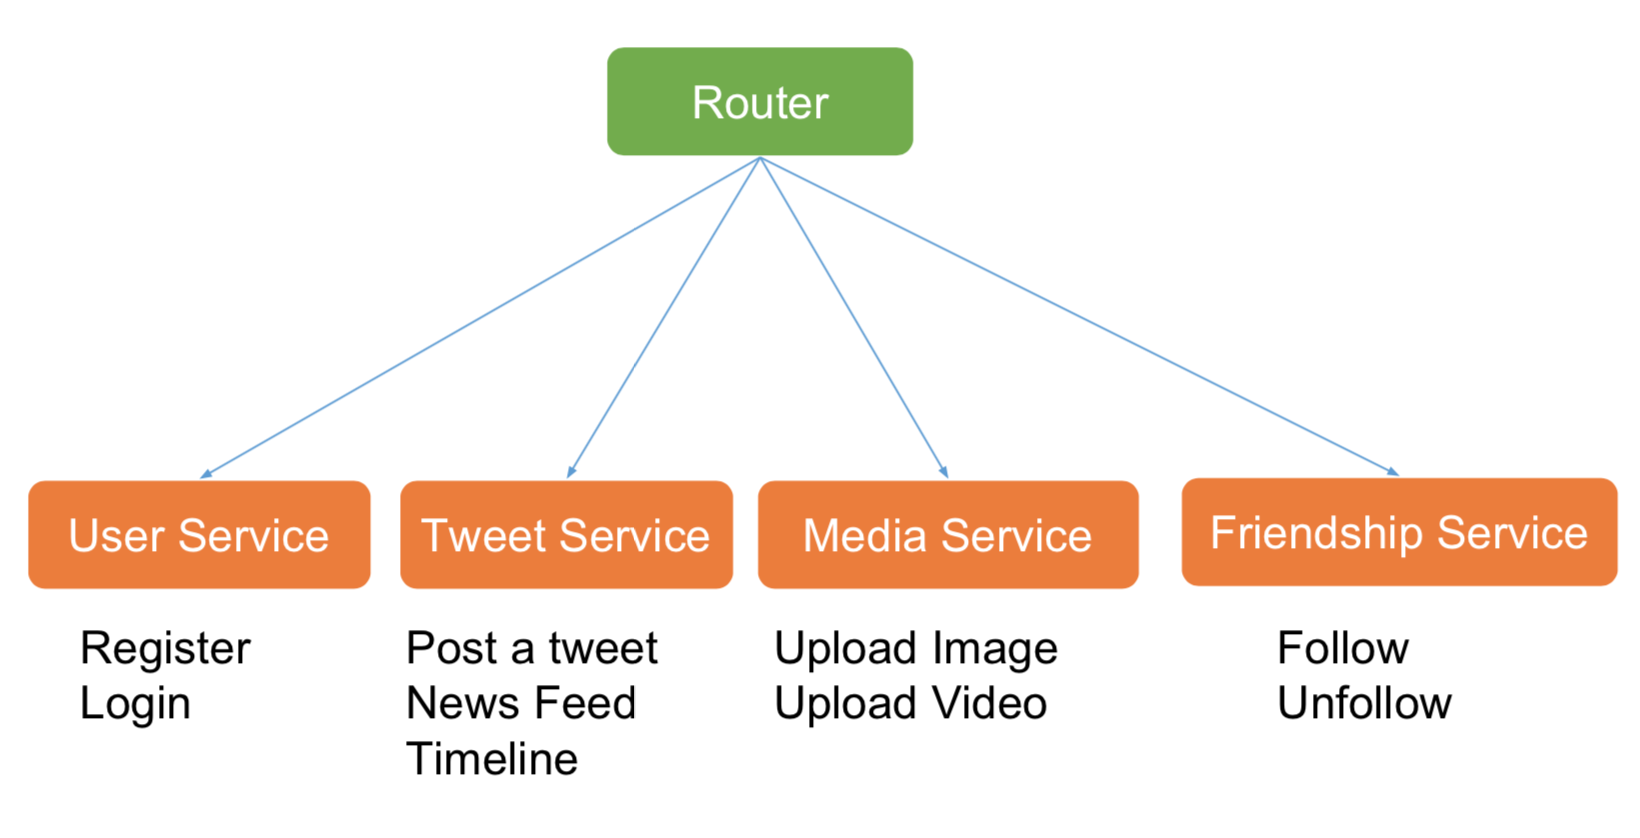 Router
User Service
Tweet Service
Media Service
Friendship Service
Register
Login
Post a tweet
News Feed
Timeline
Upload Image
Upload Video
Follow
Unfollow